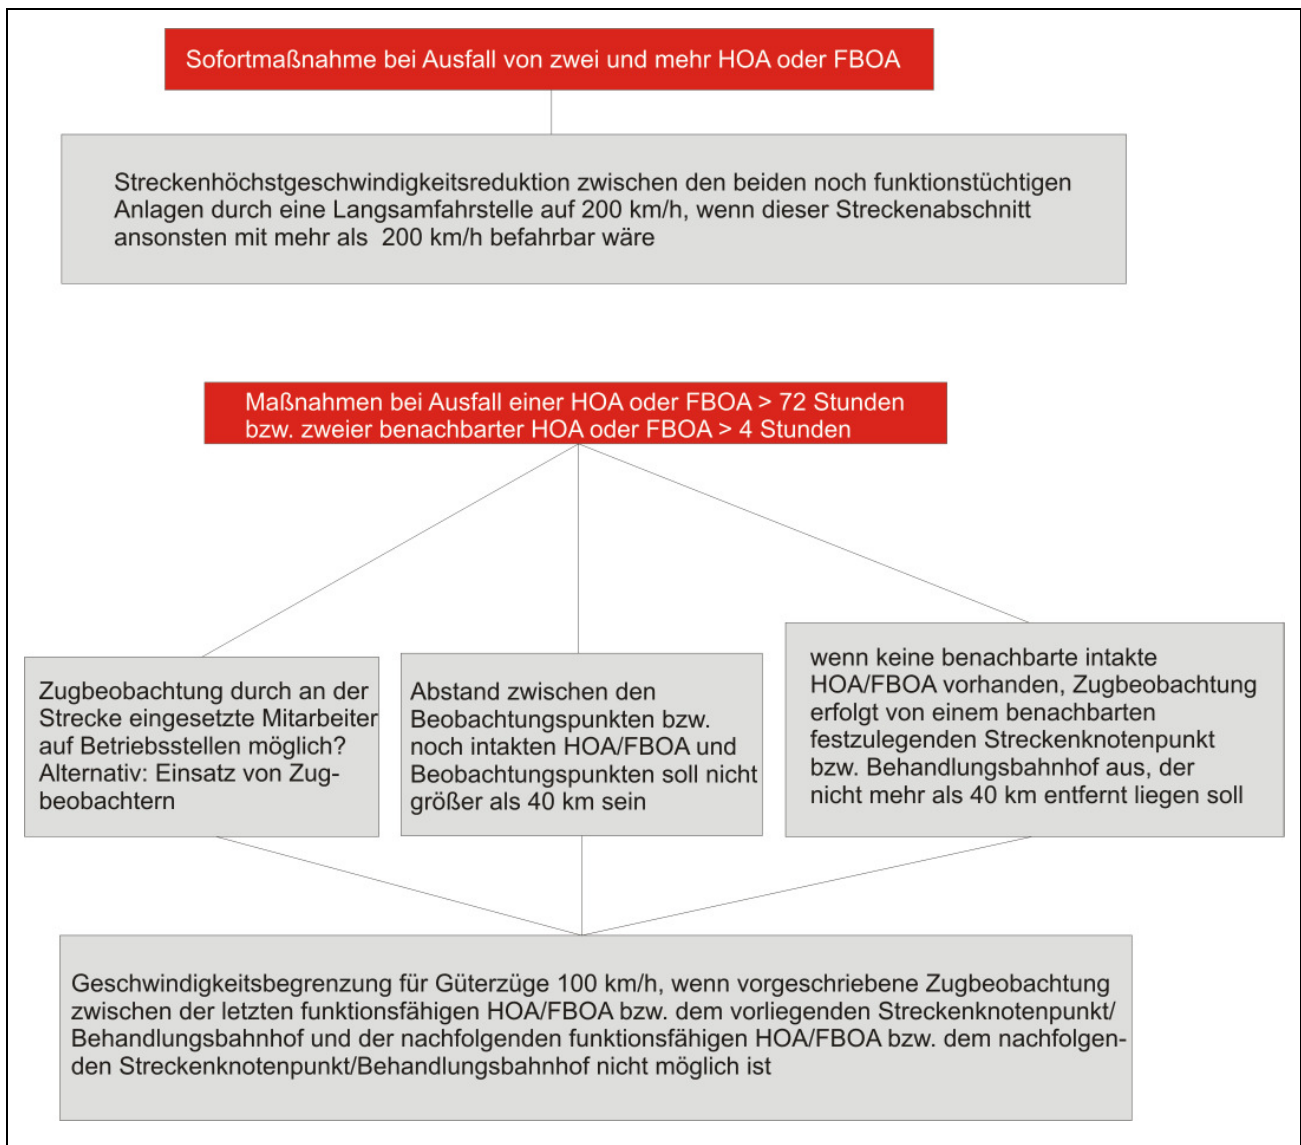 Sofortmaßnahme bei Ausfall von zwei und mehr HOA oder FBOA
Streckenhöchstgeschwindigkeitsreduktion zwischen den beiden noch funktionstüchtigen
Anlagen durch eine Langsamfahrstelle auf 200 km/h, wenn dieser Streckenabschnitt
ansonsten mit mehr als 200 km/h befahrbar wäre
Maßnahmen bei Ausfall einer HOA oder FBOA > 72 Stunden
bzw. zweier benachbarter HOA oder FBOA > 4 Stunden
Zugbeobachtung durch an der
Strecke eingesetzte Mitarbeiter
auf Betriebsstellen möglich?
Alternativ: Einsatz von Zug-
beobachtern
Abstand zwischen den
Beobachtungspunkten bzw.
noch intakten HOA/FBOA und
Beobachtungspunkten soll nicht
größer als 40 km sein
wenn keine benachbarte intakte
HOA/FBOA vorhanden, Zugbeobachtung
erfolgt von einem benachbarten
festzulegenden Streckenknotenpunkt
bzw. Behandlungsbahnhof aus, der
nicht mehr als 40 km entfernt liegen soll
Geschwindigkeitsbegrenzung für Güterzüge 100 km/h, wenn vorgeschriebene Zugbeobachtung
zwischen der letzten funktionsfähigen HOA/FBOA bzw. dem vorliegenden Streckenknotenpunkt/
Behandlungsbahnhof und der nachfolgenden funktionsfähigen HOA/FBOA bzw. dem nachfolgen-
den Streckenknotenpunkt/Behandlungsbahnhof nicht möglich ist